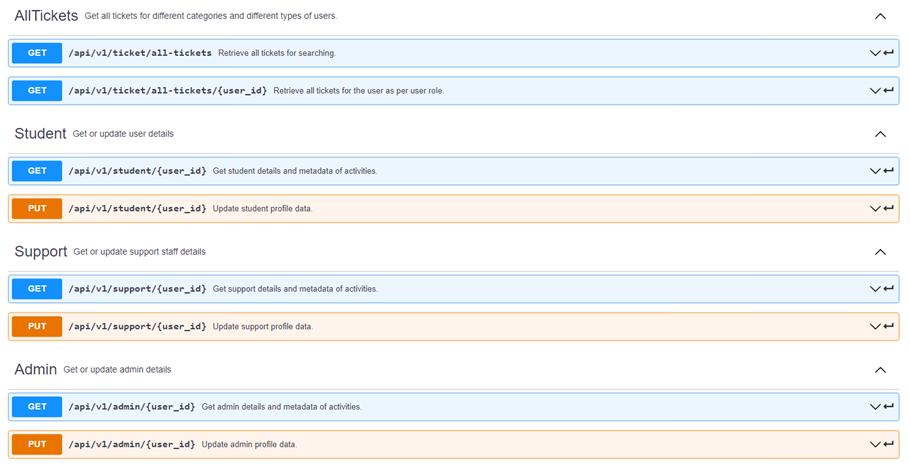 AllTickets Get all tickets for different categories and different types of users.
GET /api/v1/ticket/all-tickets Retrieve all tickets for searching.
GET /api/v1/ticket/all-tickets/{user_id} Retrieve all tickets for the user as per user role.
Student Get or update user details
GET /api/v1/student/{user_id} Get student details and metadata of activities.
PUT /api/v1/student/{user_id} Update student profile data.
Support Get or update support staff details
GET /api/v1/support/{user_id} Get support details and metadata of activities.
PUT /api/v1/support/{user_id} Update support profile data.
Admin Get or update admin details
GET /api/v1/admin/{user_id} Get admin details and metadata of activities.
PUT /api/v1/admin/{user_id} Update admin profile data.